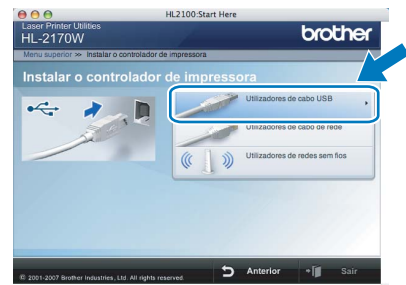 HL2100:Start Here
Laser Printer Utilities
HL-2170W
brother
Menu superior >> Instalar o controlador de impressora
Instalar o controlador de impressora
Utilizadores de cabo USB
Utilizadores de cabo de rede
Utilizadores de redes sem fios
© 2001-2007 Brother Industries, Ltd. All rights reserved.
Anterior
Sair